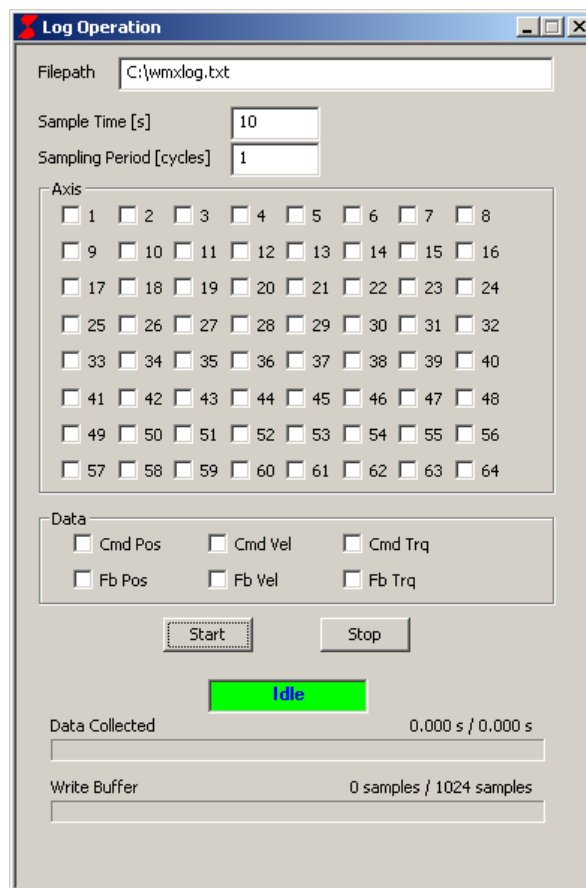 Log Operation
Filepath C:\wmxlog.txt
Sample Time [s] 10
Sampling Period [cycles] 1
Axis
1 2 3 4 5 6 7 8
9 10 11 12 13 14 15 16
17 18 19 20 21 22 23 24
25 26 27 28 29 30 31 32
33 34 35 36 37 38 39 40
41 42 43 44 45 46 47 48
49 50 51 52 53 54 55 56
57 58 59 60 61 62 63 64
Data
Cmd Pos Cmd Vel Cmd Trq
Fb Pos Fb Vel Fb Trq
Start Stop
Idle
Data Collected 0.000 s / 0.000 s
Write Buffer 0 samples / 1024 samples